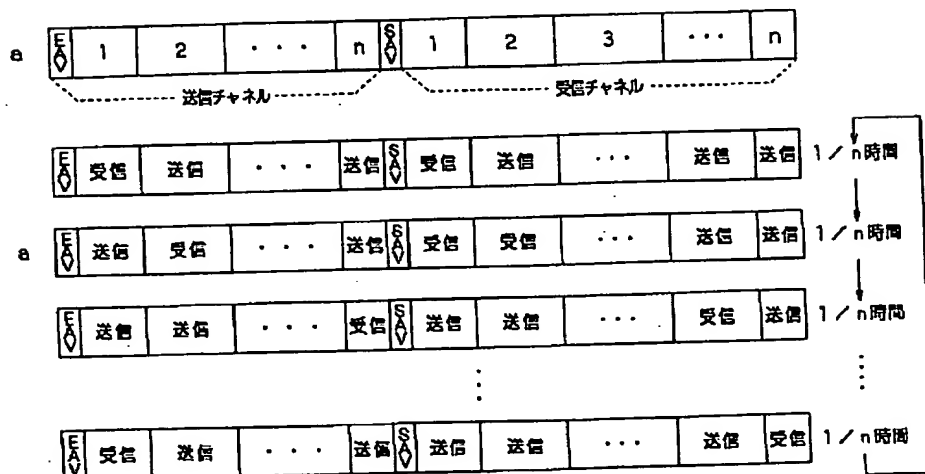 a EAV 1 2 ・・・ n SAV 1 2 3 ・・・ n
送信チャネル 受信チャネル
EAV 受信 送信 ・・・ 送信 SAV 受信 送信 ・・・ 送信 送信 1／n時間
a EAV 送信 受信 ・・・ 送信 SAV 受信 受信 ・・・ 送信 送信 1／n時間
EAV 送信 送信 ・・・ 受信 SAV 送信 送信 ・・・ 受信 送信 1／n時間
EAV 受信 送信 ・・・ 送信 SAV 送信 送信 ・・・ 送信 受信 1／n時間